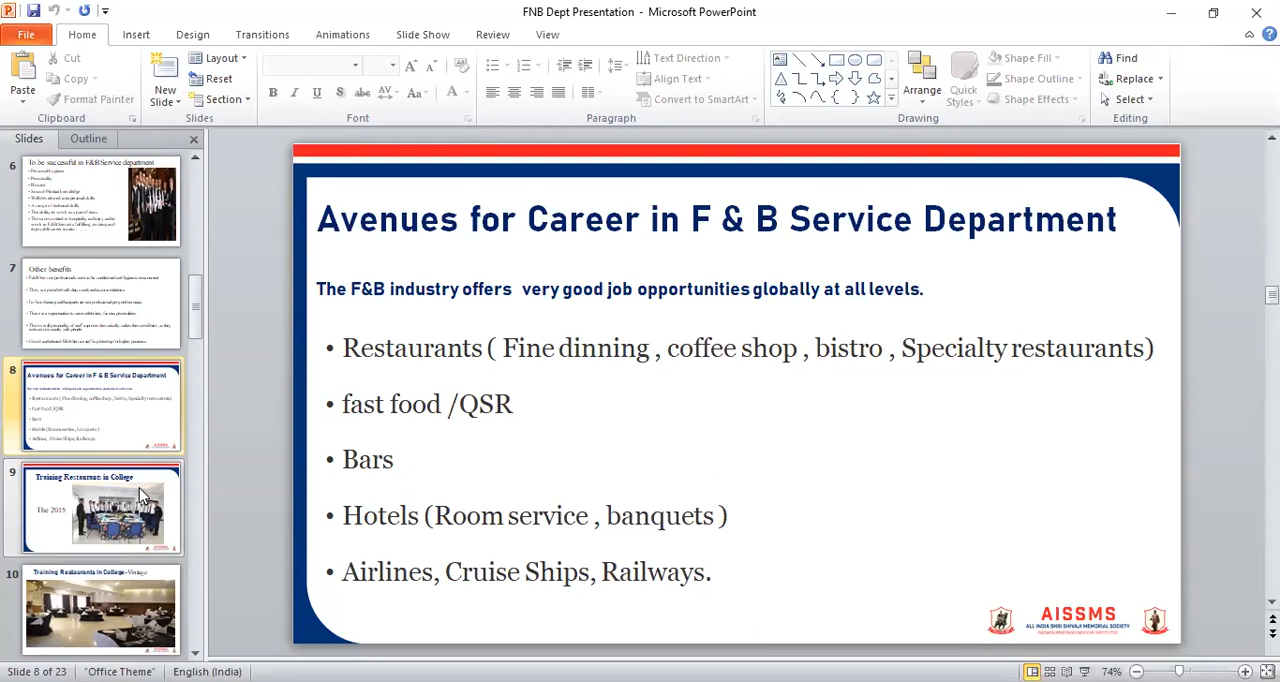 FNB Dept Presentation - Microsoft PowerPoint
File Home Insert Design Transitions Animations Slide Show Review View
Paste
Cut
Copy
Format Painter
Clipboard
New Slide
Layout
Reset
Section
Slides
Font
Text Direction
Align Text
Convert to SmartArt
Paragraph
Arrange
Quick Styles
Shape Fill
Shape Outline
Shape Effects
Drawing
Find
Replace
Select
Editing
Slides Outline
6
To be successful in F&B Service department
7
Other benefits
8
Avenues for Career in F & B Service Department
9
Training Restaurants in College
The 2015
10
Training Restaurants in College-Vintage
Avenues for Career in F & B Service Department
The F&B industry offers very good job opportunities globally at all levels.
• Restaurants ( Fine dinning , coffee shop , bistro , Specialty restaurants)
• fast food /QSR
• Bars
• Hotels (Room service , banquets )
• Airlines, Cruise Ships, Railways.
AISSMS
ALL INDIA SHRI SHIVAJI MEMORIAL SOCIETY
Slide 8 of 23 "Office Theme" English (India) 74%